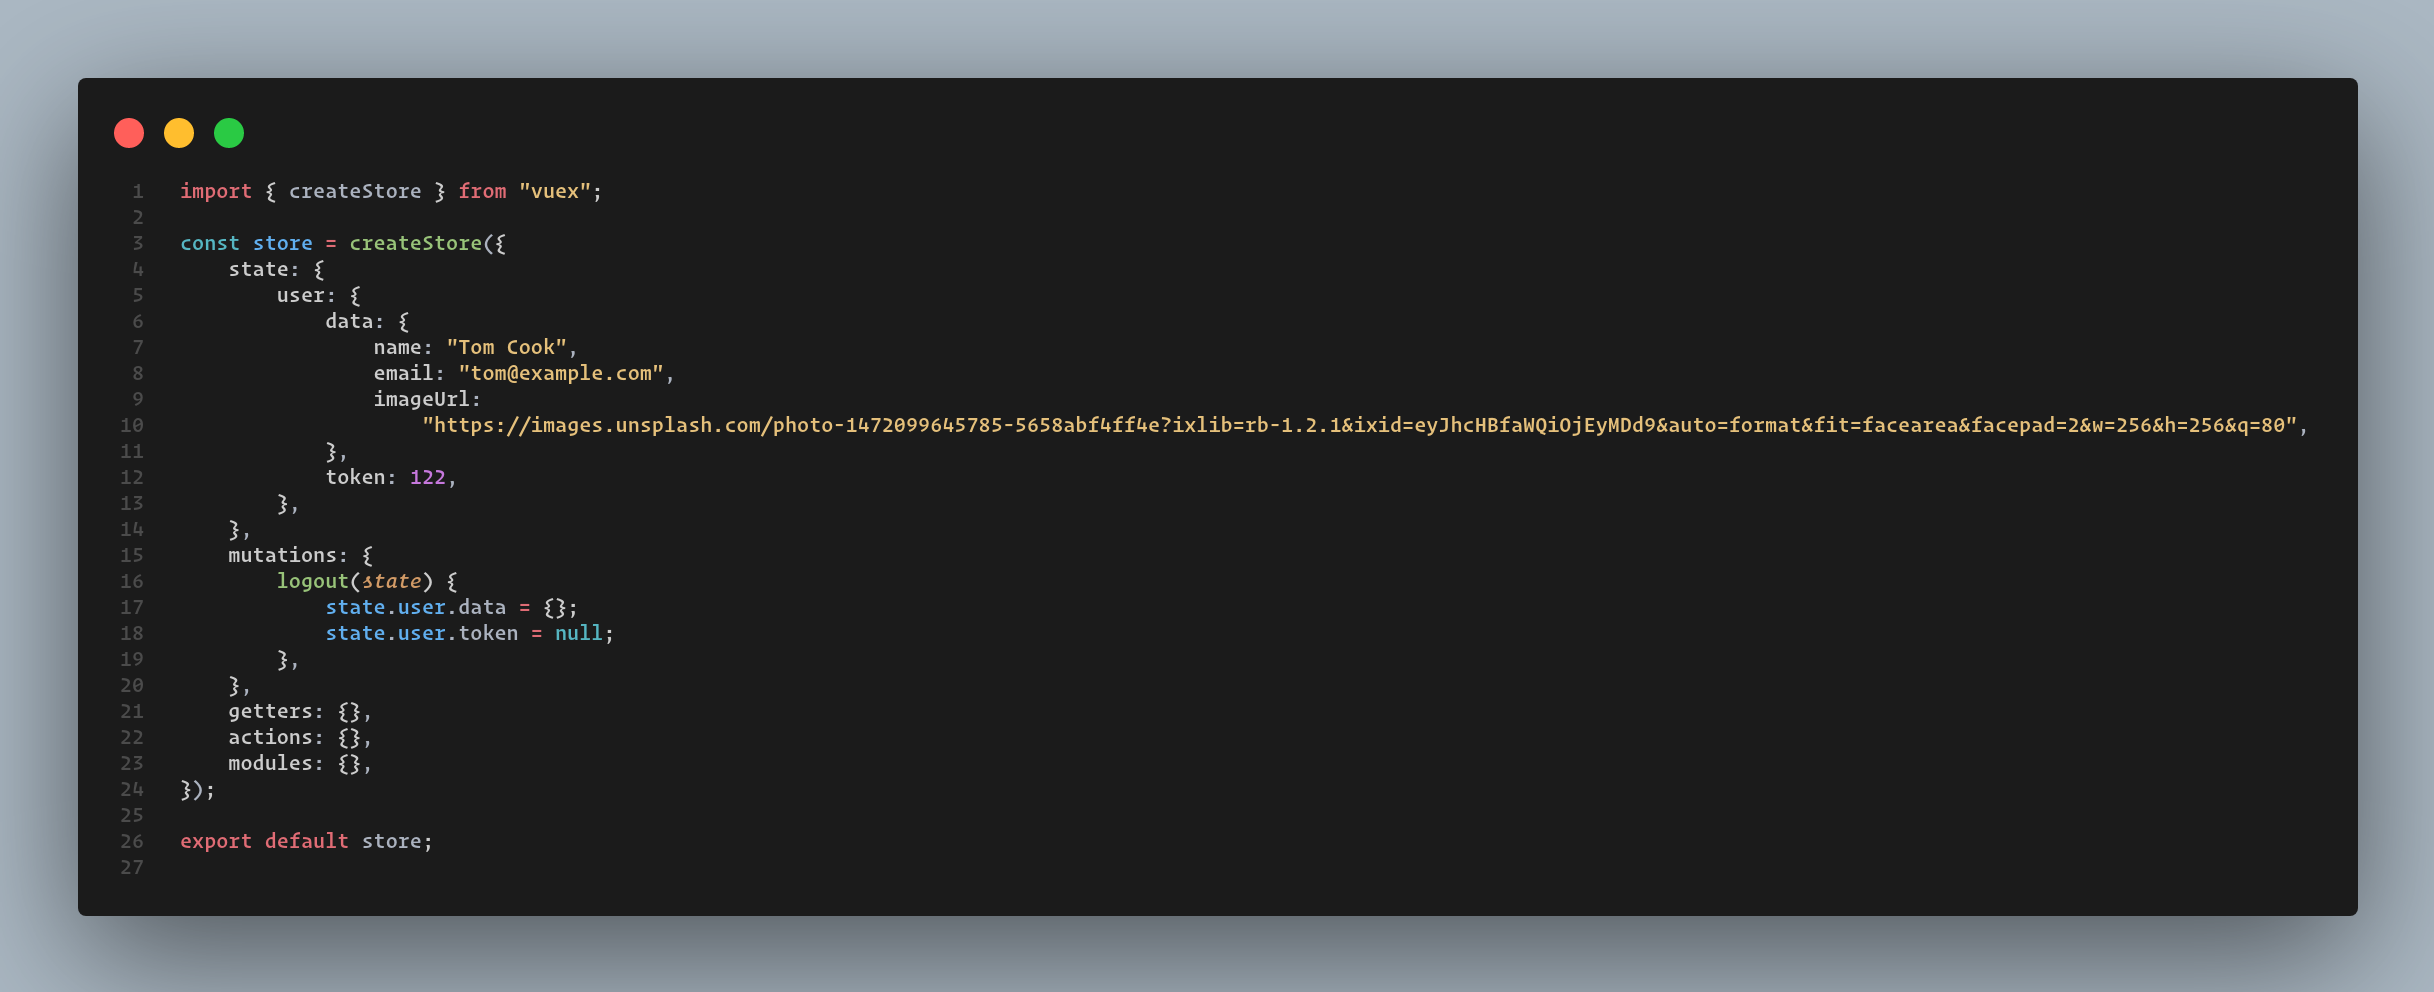 1 import { createStore } from "vuex";
2
3 const store = createStore({
4     state: {
5         user: {
6             data: {
7                 name: "Tom Cook",
8                 email: "tom@example.com",
9                 imageUrl:
10                     "https://images.unsplash.com/photo-1472099645785-5658abf4ff4e?ixlib=rb-1.2.1&ixid=eyJhcHBfaWQiOjEyMDd9&auto=format&fit=facearea&facepad=2&w=256&h=256&q=80",
11             },
12             token: 122,
13         },
14     },
15     mutations: {
16         logout(state) {
17             state.user.data = {};
18             state.user.token = null;
19         },
20     },
21     getters: {},
22     actions: {},
23     modules: {},
24 });
25
26 export default store;
27